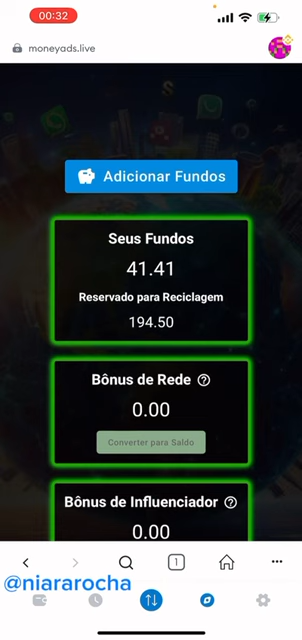 00:32
moneyads.live
Adicionar Fundos
Seus Fundos
41.41
Reservado para Reciclagem
194.50
Bônus de Rede
0.00
Converter para Saldo
Bônus de Influenciador
0.00
1
@niararocha